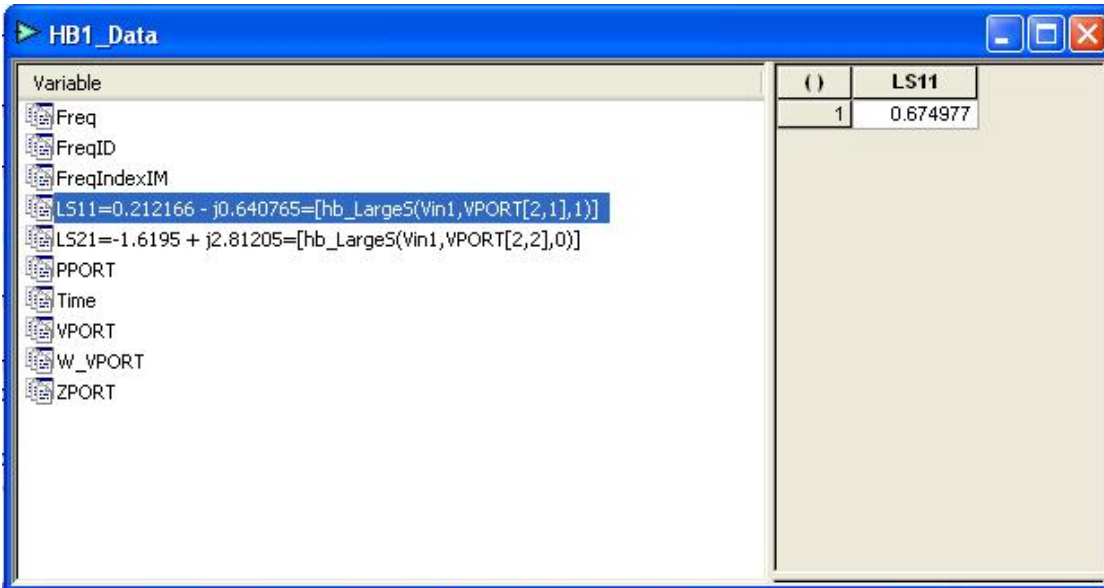 HB1_Data
Variable
Freq
FreqID
FreqIndexIM
LS11=0.212166 - j0.640765=[hb_LargeS(Vin1,VPORT[2,1],1)]
LS21=-1.6195 + j2.81205=[hb_LargeS(Vin1,VPORT[2,2],0)]
PPORT
Time
VPORT
W_VPORT
ZPORT
() LS11
1 0.674977